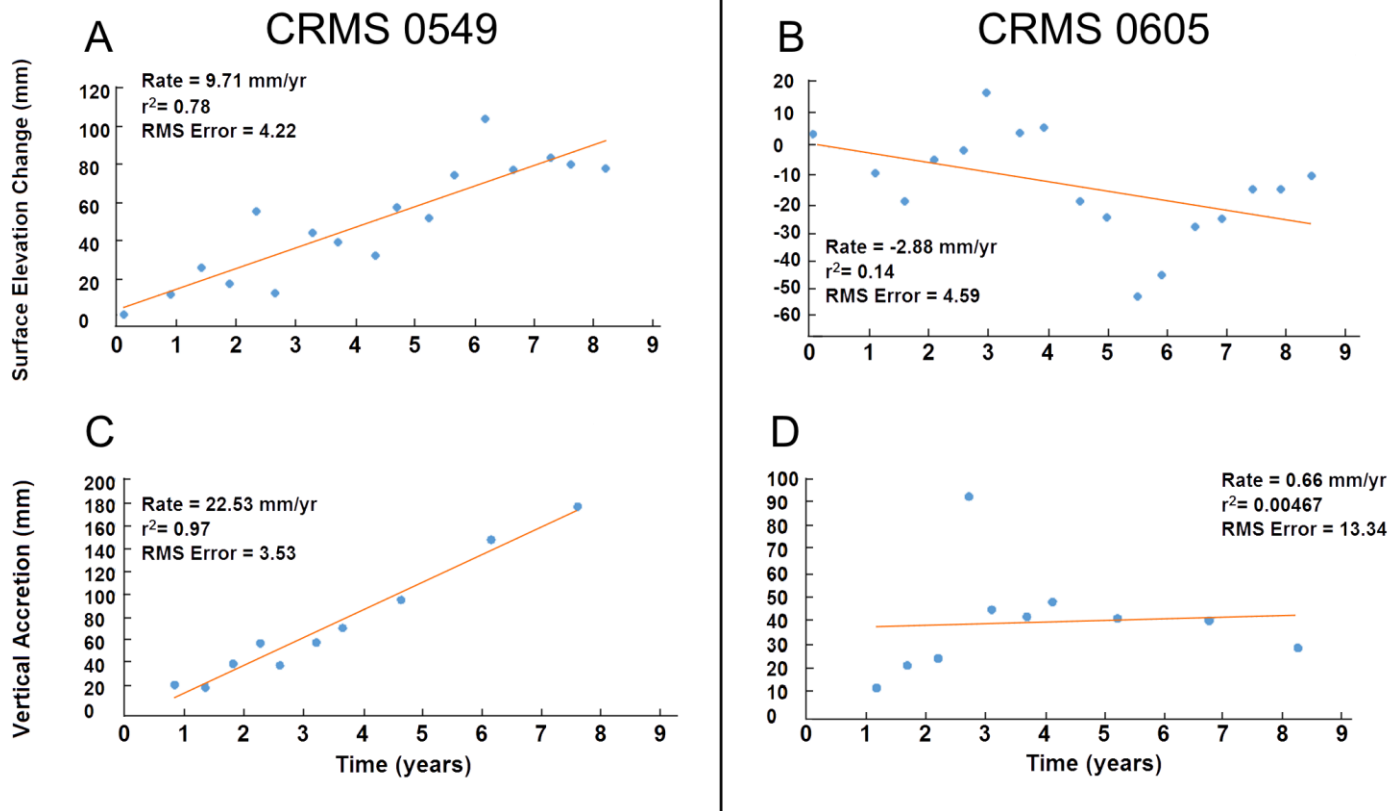 A
CRMS 0549
Rate = 9.71 mm/yr
r²= 0.78
RMS Error = 4.22
Surface Elevation Change (mm)
120
100
80
60
40
20
0
0 1 2 3 4 5 6 7 8 9
B
CRMS 0605
20
10
0
-10
-20
-30
-40
-50
-60
Rate = -2.88 mm/yr
r²= 0.14
RMS Error = 4.59
0 1 2 3 4 5 6 7 8 9
C
Rate = 22.53 mm/yr
r²= 0.97
RMS Error = 3.53
Vertical Accretion (mm)
200
180
160
140
120
100
80
60
40
20
0
0 1 2 3 4 5 6 7 8 9
Time (years)
D
Rate = 0.66 mm/yr
r²= 0.00467
RMS Error = 13.34
100
90
80
70
60
50
40
30
20
10
0
0 1 2 3 4 5 6 7 8 9
Time (years)